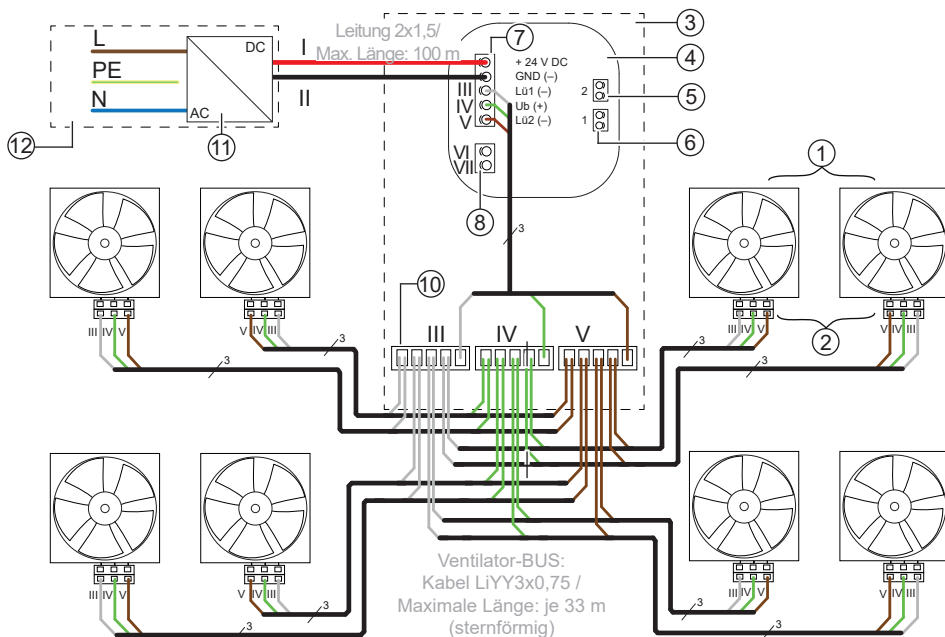 L
PE
N
DC
AC
12
11
I
II
Leitung 2x1,5/
Max. Länge: 100 m
7
+ 24 V DC
GND (–)
Lü1 (–)
Ub (+)
Lü2 (–)
III
IV
V
VI
VII
8
2
1
3
4
5
6
3
1
2
10
III
IV
V
III IV V
V IV III
III IV V
V IV III
3
3
3
3
III IV V
V IV III
III IV V
V IV III
3
3
3
3
Ventilator-BUS:
Kabel LiYY3x0,75 /
Maximale Länge: je 33 m
(sternförmig)